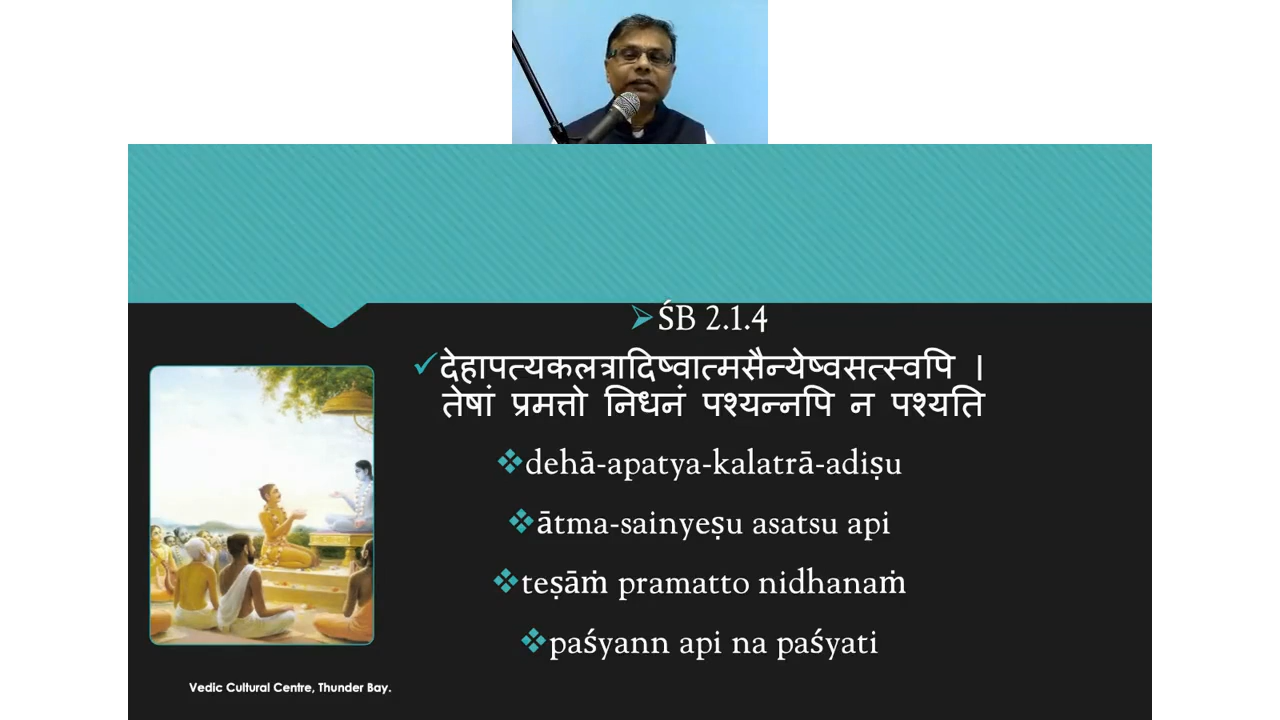 ŚB 2.1.4
देहापत्यकलत्रादिष्वात्मसैन्येष्वसत्स्वपि ।
तेषां प्रमत्तो निधनं पश्यन्नपि न पश्यति
dehā-apatya-kalatrā-adiṣu
ātma-sainyeṣu asatsu api
teṣāṁ pramatto nidhanaṁ
paśyann api na paśyati
Vedic Cultural Centre, Thunder Bay.